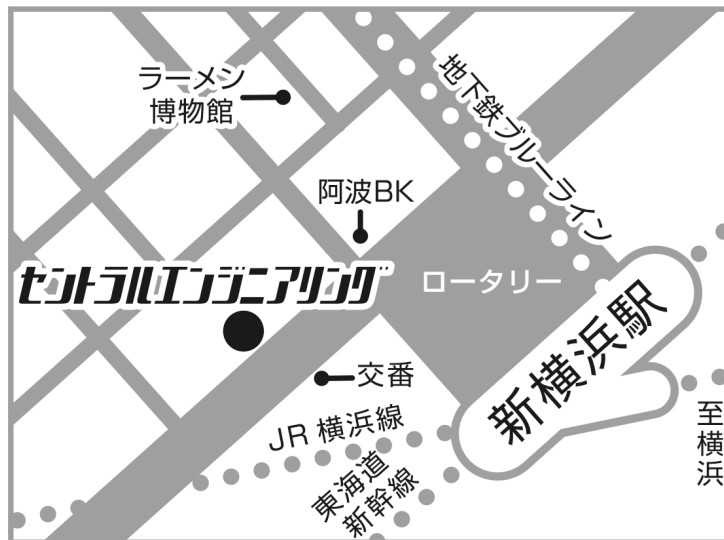 ラーメン
博物館
地下鉄ブルーライン
阿波BK
セントラルエンジニアリング
ロータリー
新横浜駅
交番
JR 横浜線
東海道
新幹線
至横浜